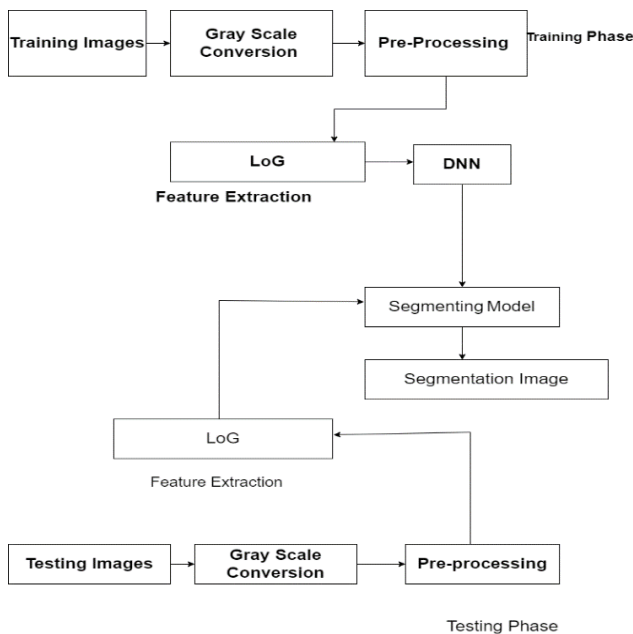 Training Images
Gray Scale
Conversion
Pre-Processing
Training Phase
LoG
DNN
Feature Extraction
Segmenting Model
Segmentation Image
LoG
Feature Extraction
Testing Images
Gray Scale
Conversion
Pre-processing
Testing Phase